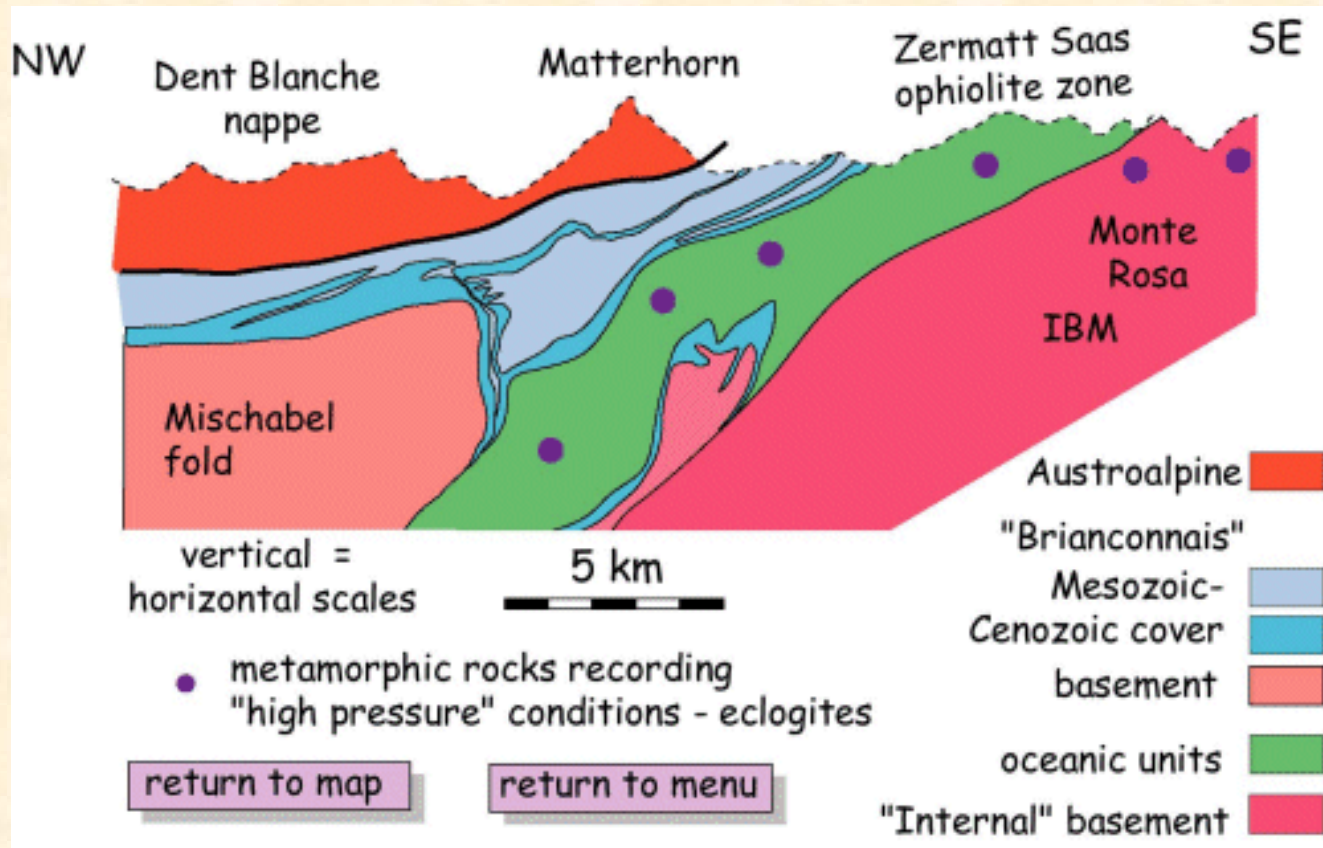 NW
Dent Blanche
nappe
Matterhorn
Zermatt Saas
ophiolite zone
SE
Monte
Rosa
IBM
Mischabel
fold
vertical =
horizontal scales
5 km
metamorphic rocks recording
"high pressure" conditions - eclogites
return to map
return to menu
Austroalpine
"Brianconnais"
Mesozoic-
Cenozoic cover
basement
oceanic units
"Internal" basement